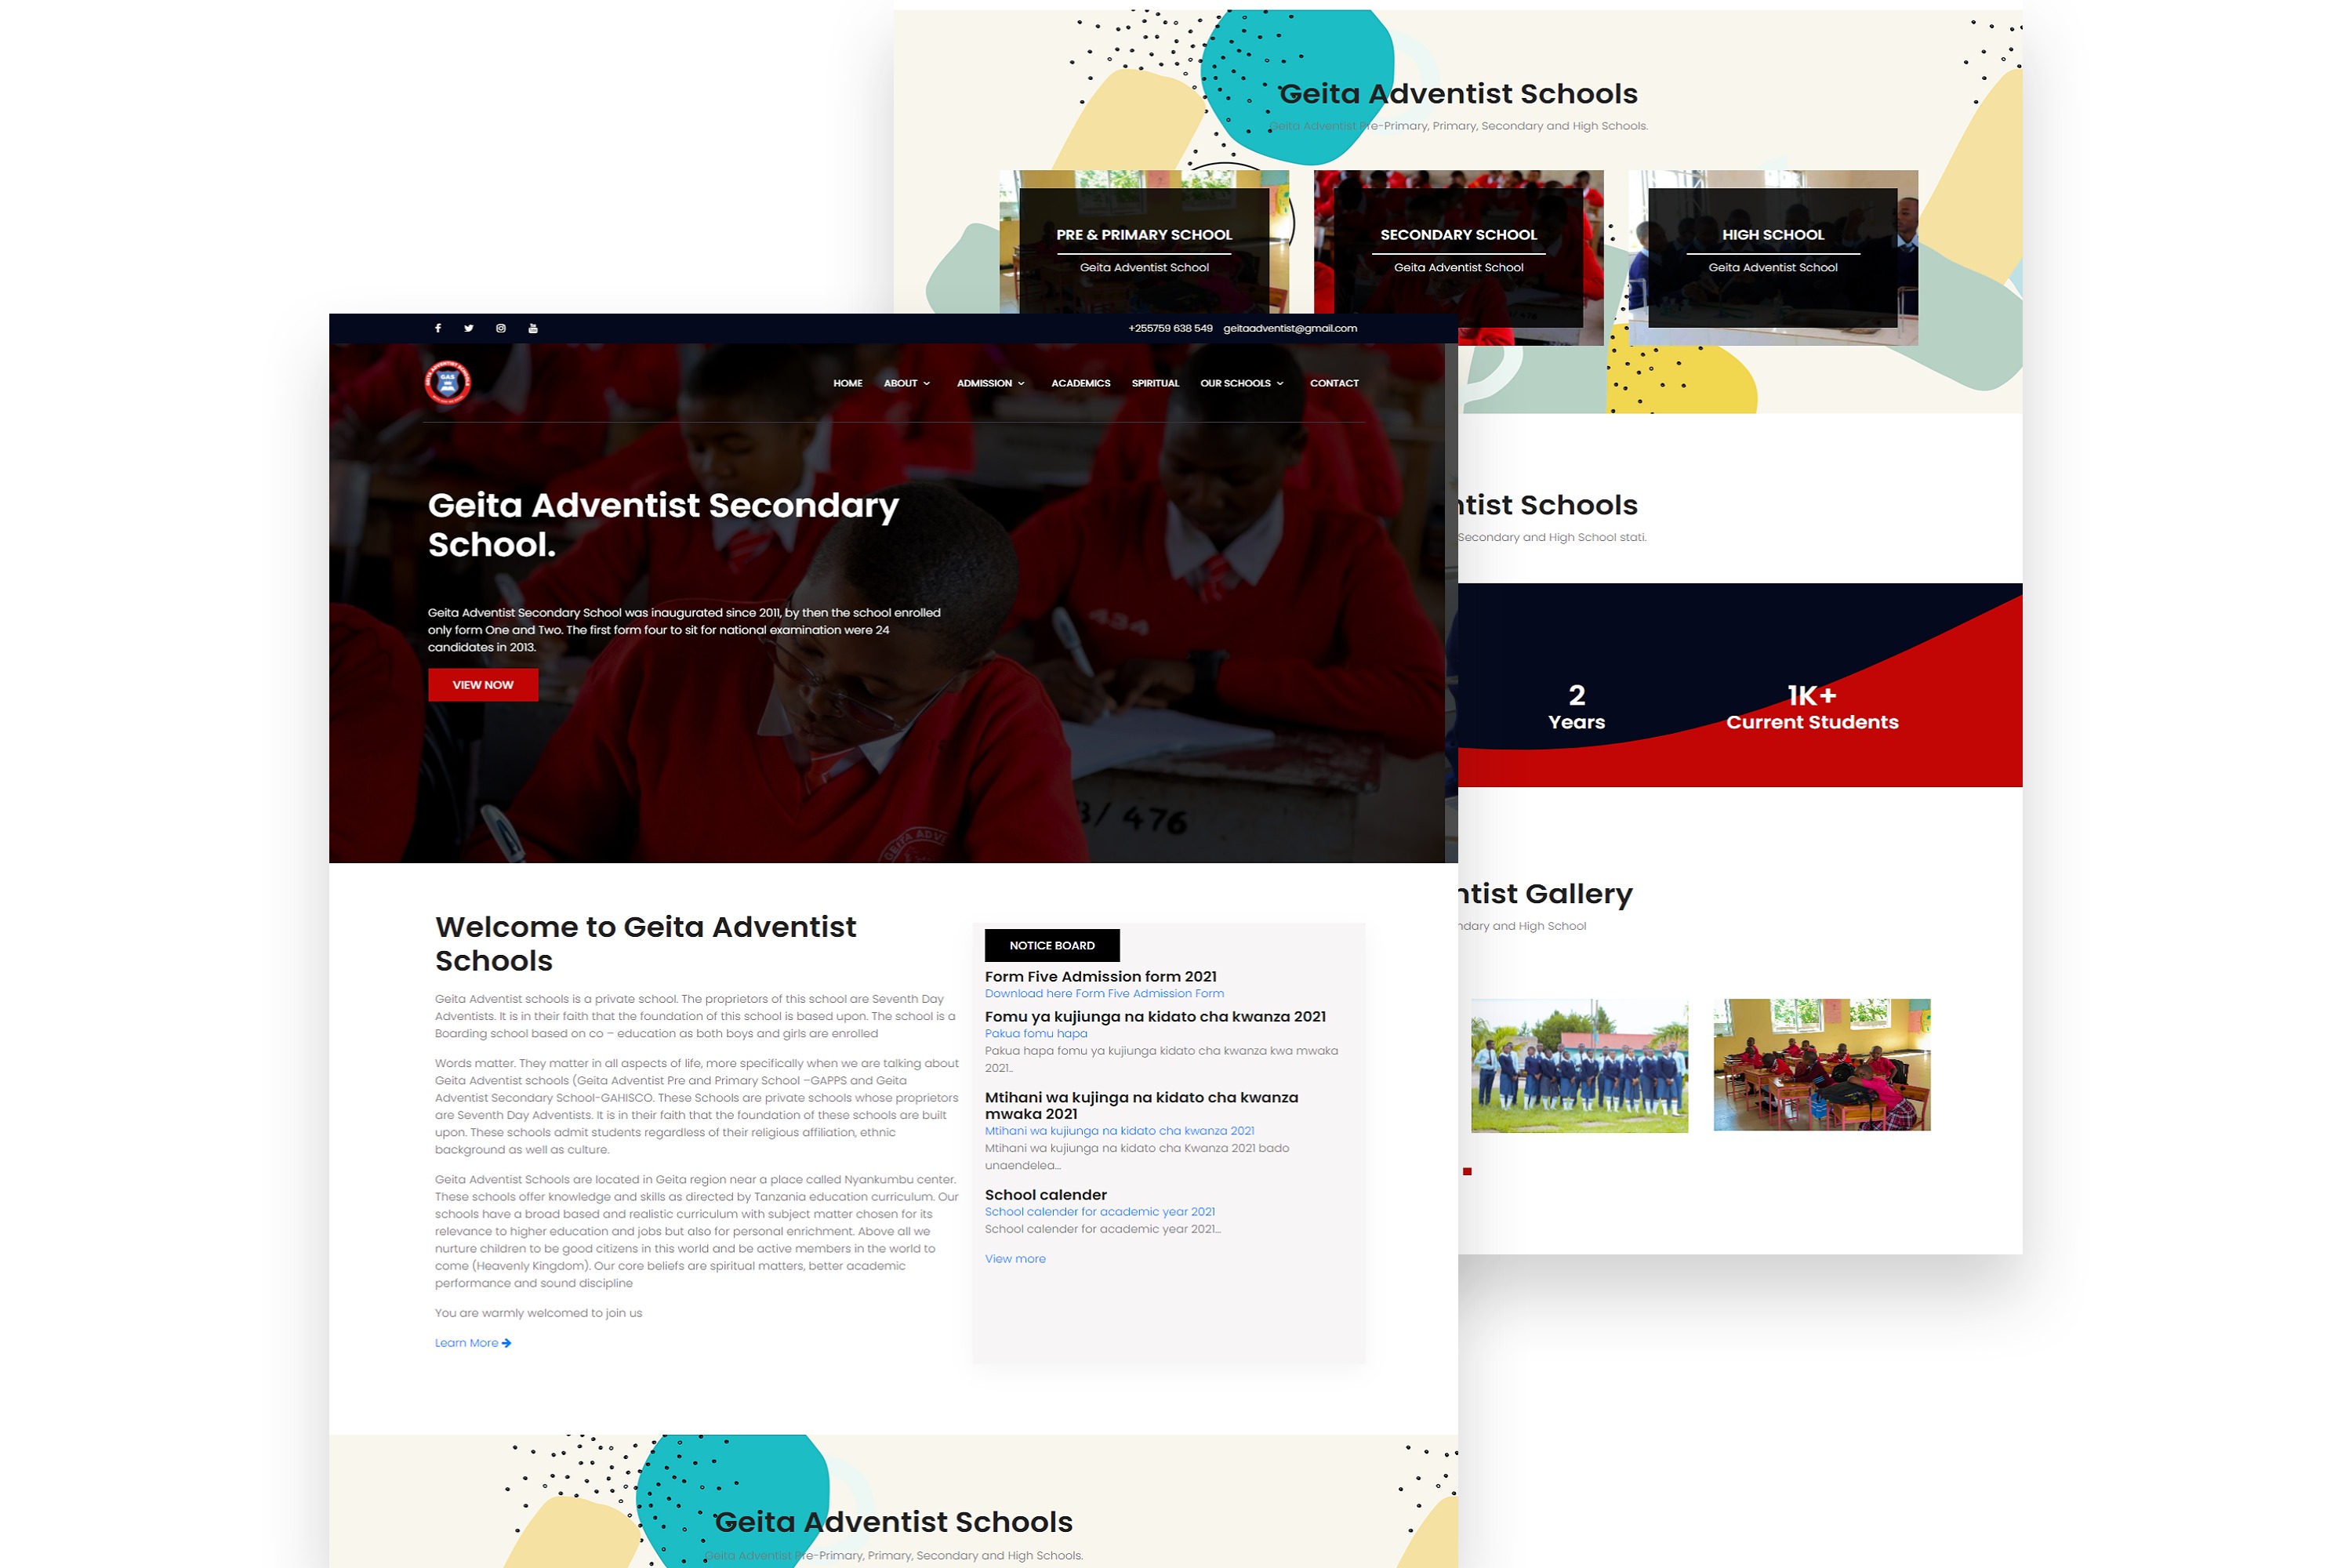 Geita Adventist Schools
Geita Adventist Pre-Primary, Primary, Secondary and High Schools.
PRE & PRIMARY SCHOOL
Geita Adventist School
SECONDARY SCHOOL
Geita Adventist School
HIGH SCHOOL
Geita Adventist School
+255759 638 549 geitaadventist@gmail.com
GAS
HOME ABOUT ADMISSION ACADEMICS SPIRITUAL OUR SCHOOLS CONTACT
Geita Adventist Secondary
School.
Geita Adventist Secondary School was inaugurated since 2011, by then the school enrolled
only form One and Two. The first form four to sit for national examination were 24
candidates in 2013.
VIEW NOW
434
/ 476
GEITA ADV
ntist Schools
Secondary and High School stati.
2
Years
1K+
Current Students
ntist Gallery
ndary and High School
Welcome to Geita Adventist
Schools
Geita Adventist schools is a private school. The proprietors of this school are Seventh Day
Adventists. It is in their faith that the foundation of this school is based upon. The school is a
Boarding school based on co – education as both boys and girls are enrolled
Words matter. They matter in all aspects of life, more specifically when we are talking about
Geita Adventist schools (Geita Adventist Pre and Primary School –GAPPS and Geita
Adventist Secondary School-GAHISCO. These Schools are private schools whose proprietors
are Seventh Day Adventists. It is in their faith that the foundation of these schools are built
upon. These schools admit students regardless of their religious affiliation, ethnic
background as well as culture.
Geita Adventist Schools are located in Geita region near a place called Nyankumbu center.
These schools offer knowledge and skills as directed by Tanzania education curriculum. Our
schools have a broad based and realistic curriculum with subject matter chosen for its
relevance to higher education and jobs but also for personal enrichment. Above all we
nurture children to be good citizens in this world and be active members in the world to
come (Heavenly Kingdom). Our core beliefs are spiritual matters, better academic
performance and sound discipline
You are warmly welcomed to join us
Learn More
NOTICE BOARD
Form Five Admission form 2021
Download here Form Five Admission Form
Fomu ya kujiunga na kidato cha kwanza 2021
Pakua fomu hapa
Pakua hapa fomu ya kujiunga kidato cha kwanza kwa mwaka
2021..
Mtihani wa kujinga na kidato cha kwanza
mwaka 2021
Mtihani wa kujiunga na kidato cha kwanza 2021
Mtihani wa kujiunga na kidato cha Kwanza 2021 bado
unaendelea...
School calender
School calender for academic year 2021
School calender for academic year 2021...
View more
Geita Adventist Schools
Geita Adventist Pre-Primary, Primary, Secondary and High Schools.